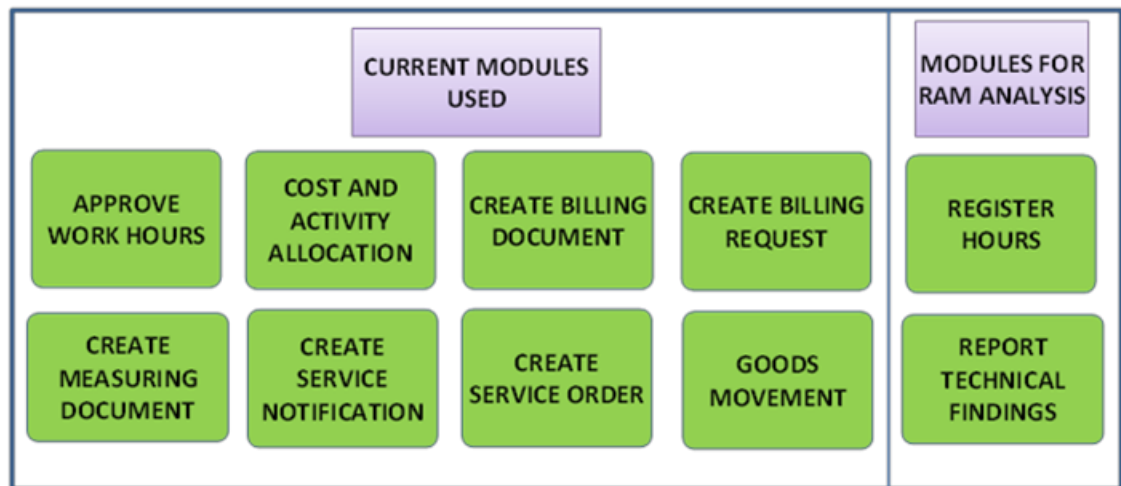 CURRENT MODULES
USED
MODULES FOR
RAM ANALYSIS
APPROVE
WORK HOURS
COST AND
ACTIVITY
ALLOCATION
CREATE BILLING
DOCUMENT
CREATE BILLING
REQUEST
REGISTER
HOURS
CREATE
MEASURING
DOCUMENT
CREATE
SERVICE
NOTIFICATION
CREATE
SERVICE ORDER
GOODS
MOVEMENT
REPORT
TECHNICAL
FINDINGS